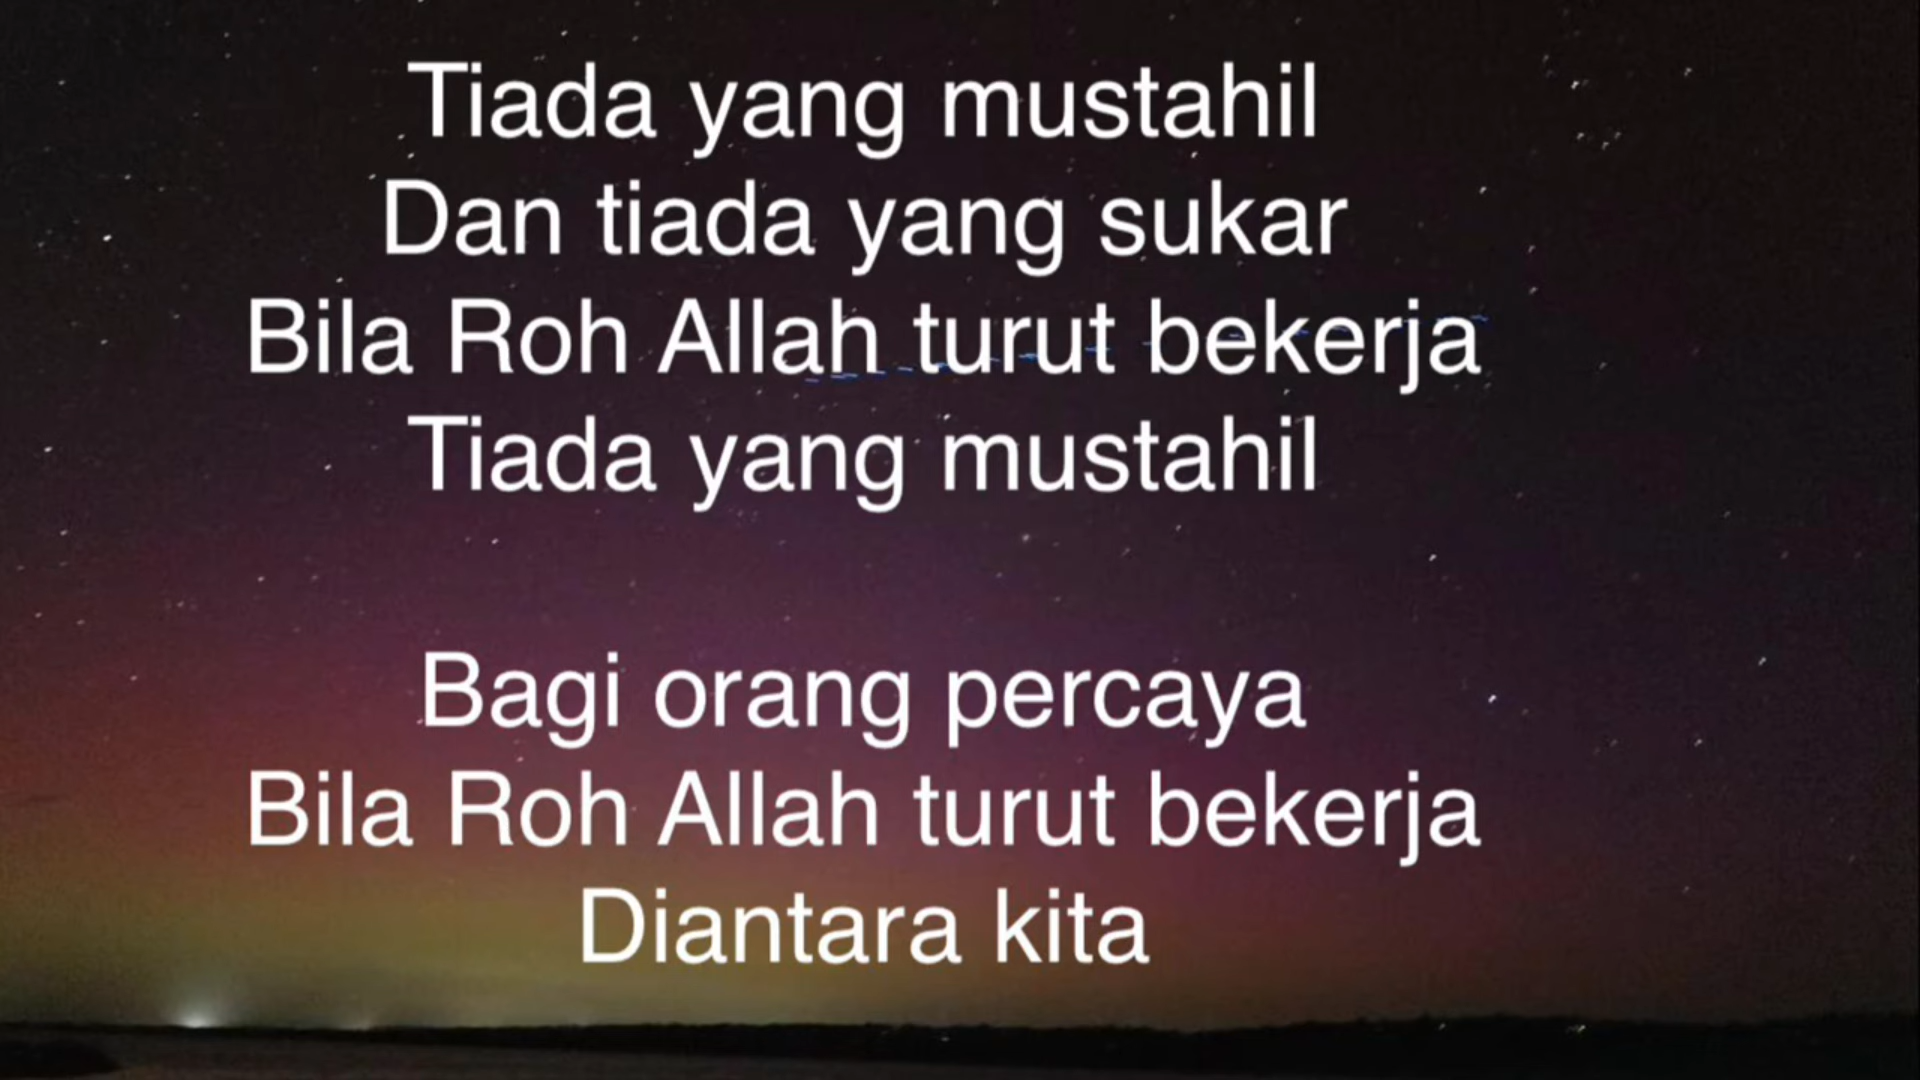 Tiada yang mustahil
Dan tiada yang sukar
Bila Roh Allah turut bekerja
Tiada yang mustahil
Bagi orang percaya
Bila Roh Allah turut bekerja
Diantara kita